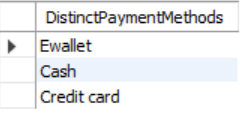 DistinctPaymentMethods
Ewallet
Cash
Credit card